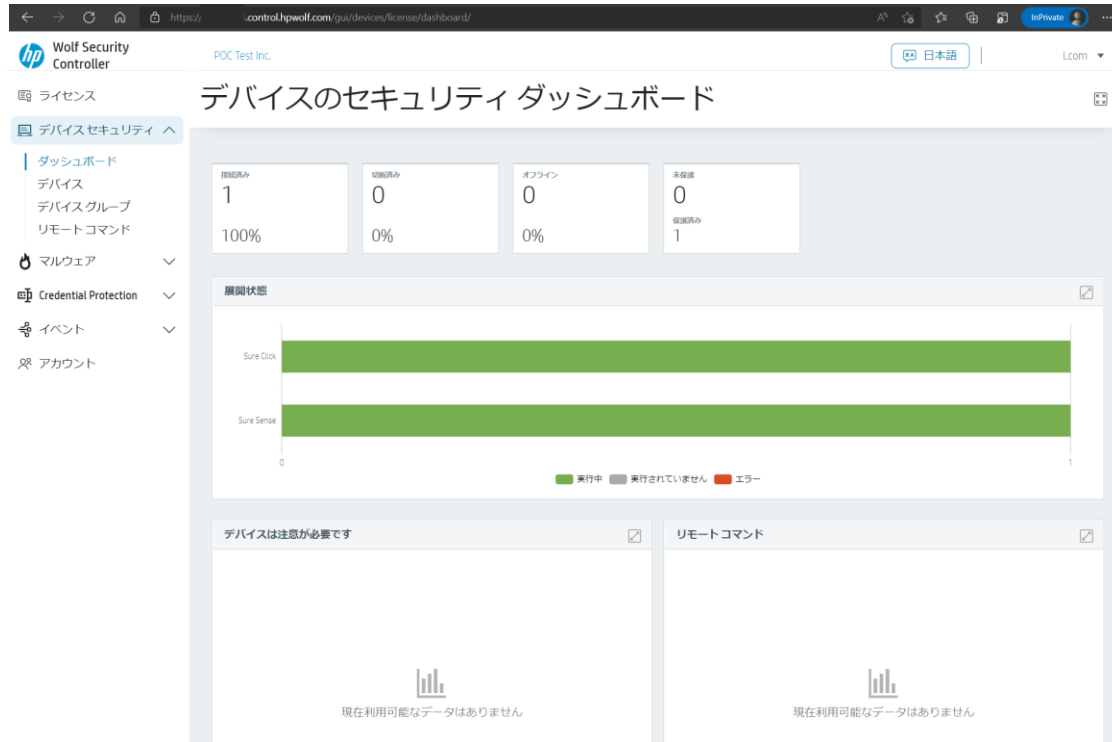 https:/
.control.hpwolf.com/gui/devices/license/dashboard/
InPrivate
hp
Wolf Security
Controller
POC Test Inc.
日本語
l.com
ライセンス
デバイス セキュリティ
ダッシュボード
デバイス
デバイス グループ
リモート コマンド
マルウェア
Credential Protection
イベント
アカウント
デバイスのセキュリティ ダッシュボード
接続済み
1
100%
切断済み
0
0%
オフライン
0
0%
未保護
0
保護済み
1
展開状態
Sure Click
Sure Sense
0
1
実行中 実行されていません エラー
デバイスは注意が必要です
現在利用可能なデータはありません
リモート コマンド
現在利用可能なデータはありません